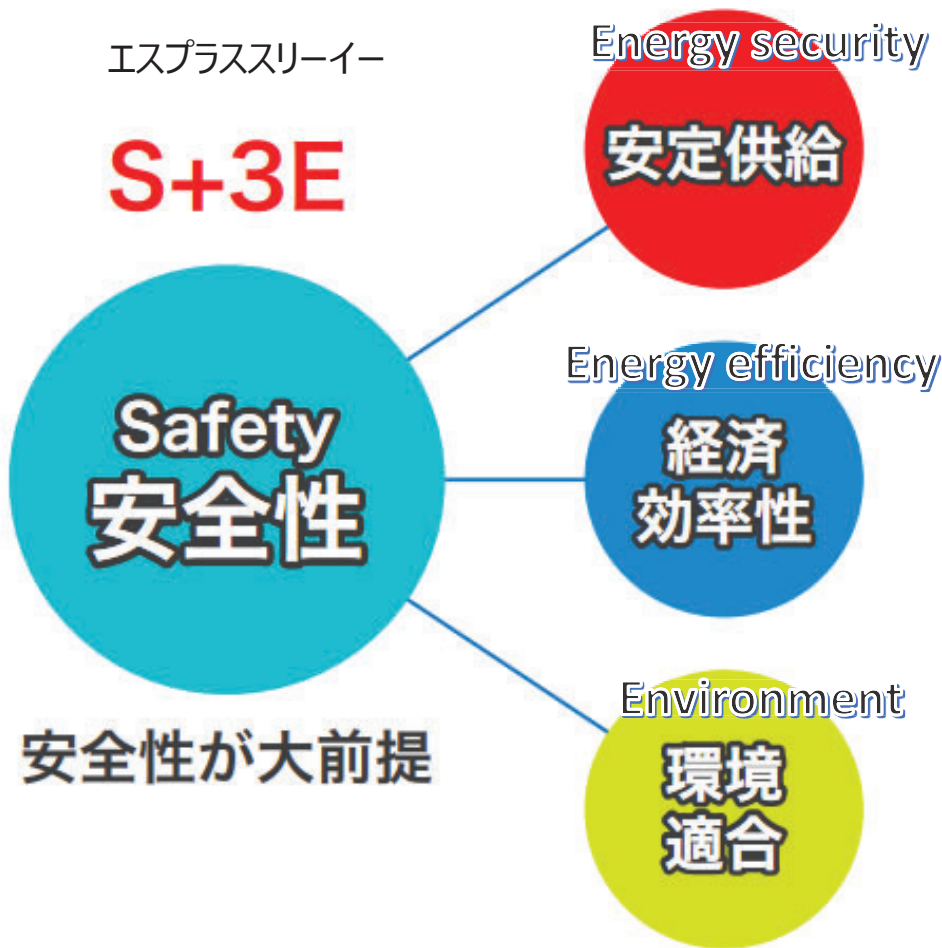 エスプラススリーイー
S+3E
Safety
安全性
安全性が大前提
Energy security
安定供給
Energy efficiency
経済
効率性
Environment
環境
適合